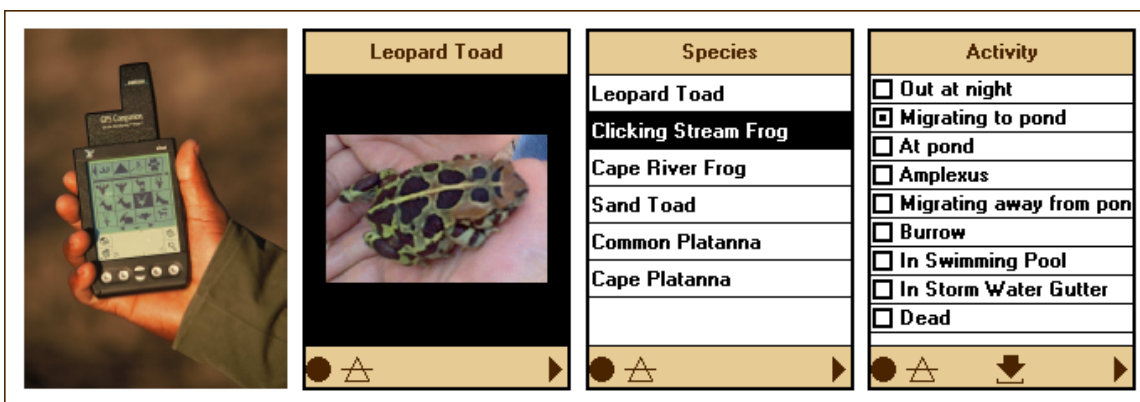 GPS Companion
Leopard Toad
Species
Leopard Toad
Clicking Stream Frog
Cape River Frog
Sand Toad
Common Platanna
Cape Platanna
Activity
Out at night
Migrating to pond
At pond
Amplexus
Migrating away from pon
Burrow
In Swimming Pool
In Storm Water Gutter
Dead